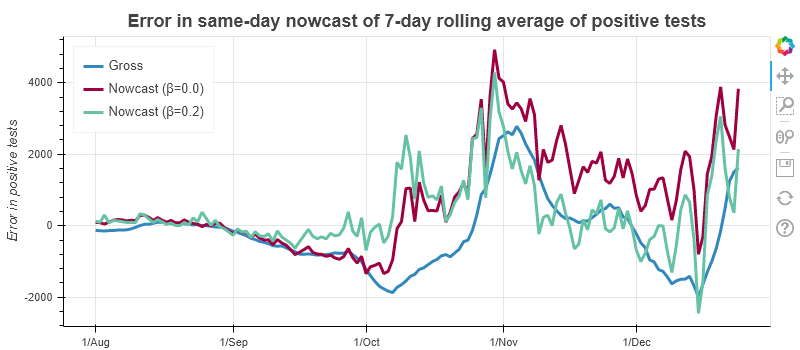 Error in same-day nowcast of 7-day rolling average of positive tests
Gross
Nowcast (β=0.0)
Nowcast (β=0.2)
Error in positive tests
4000
2000
0
-2000
1/Aug
1/Sep
1/Oct
1/Nov
1/Dec